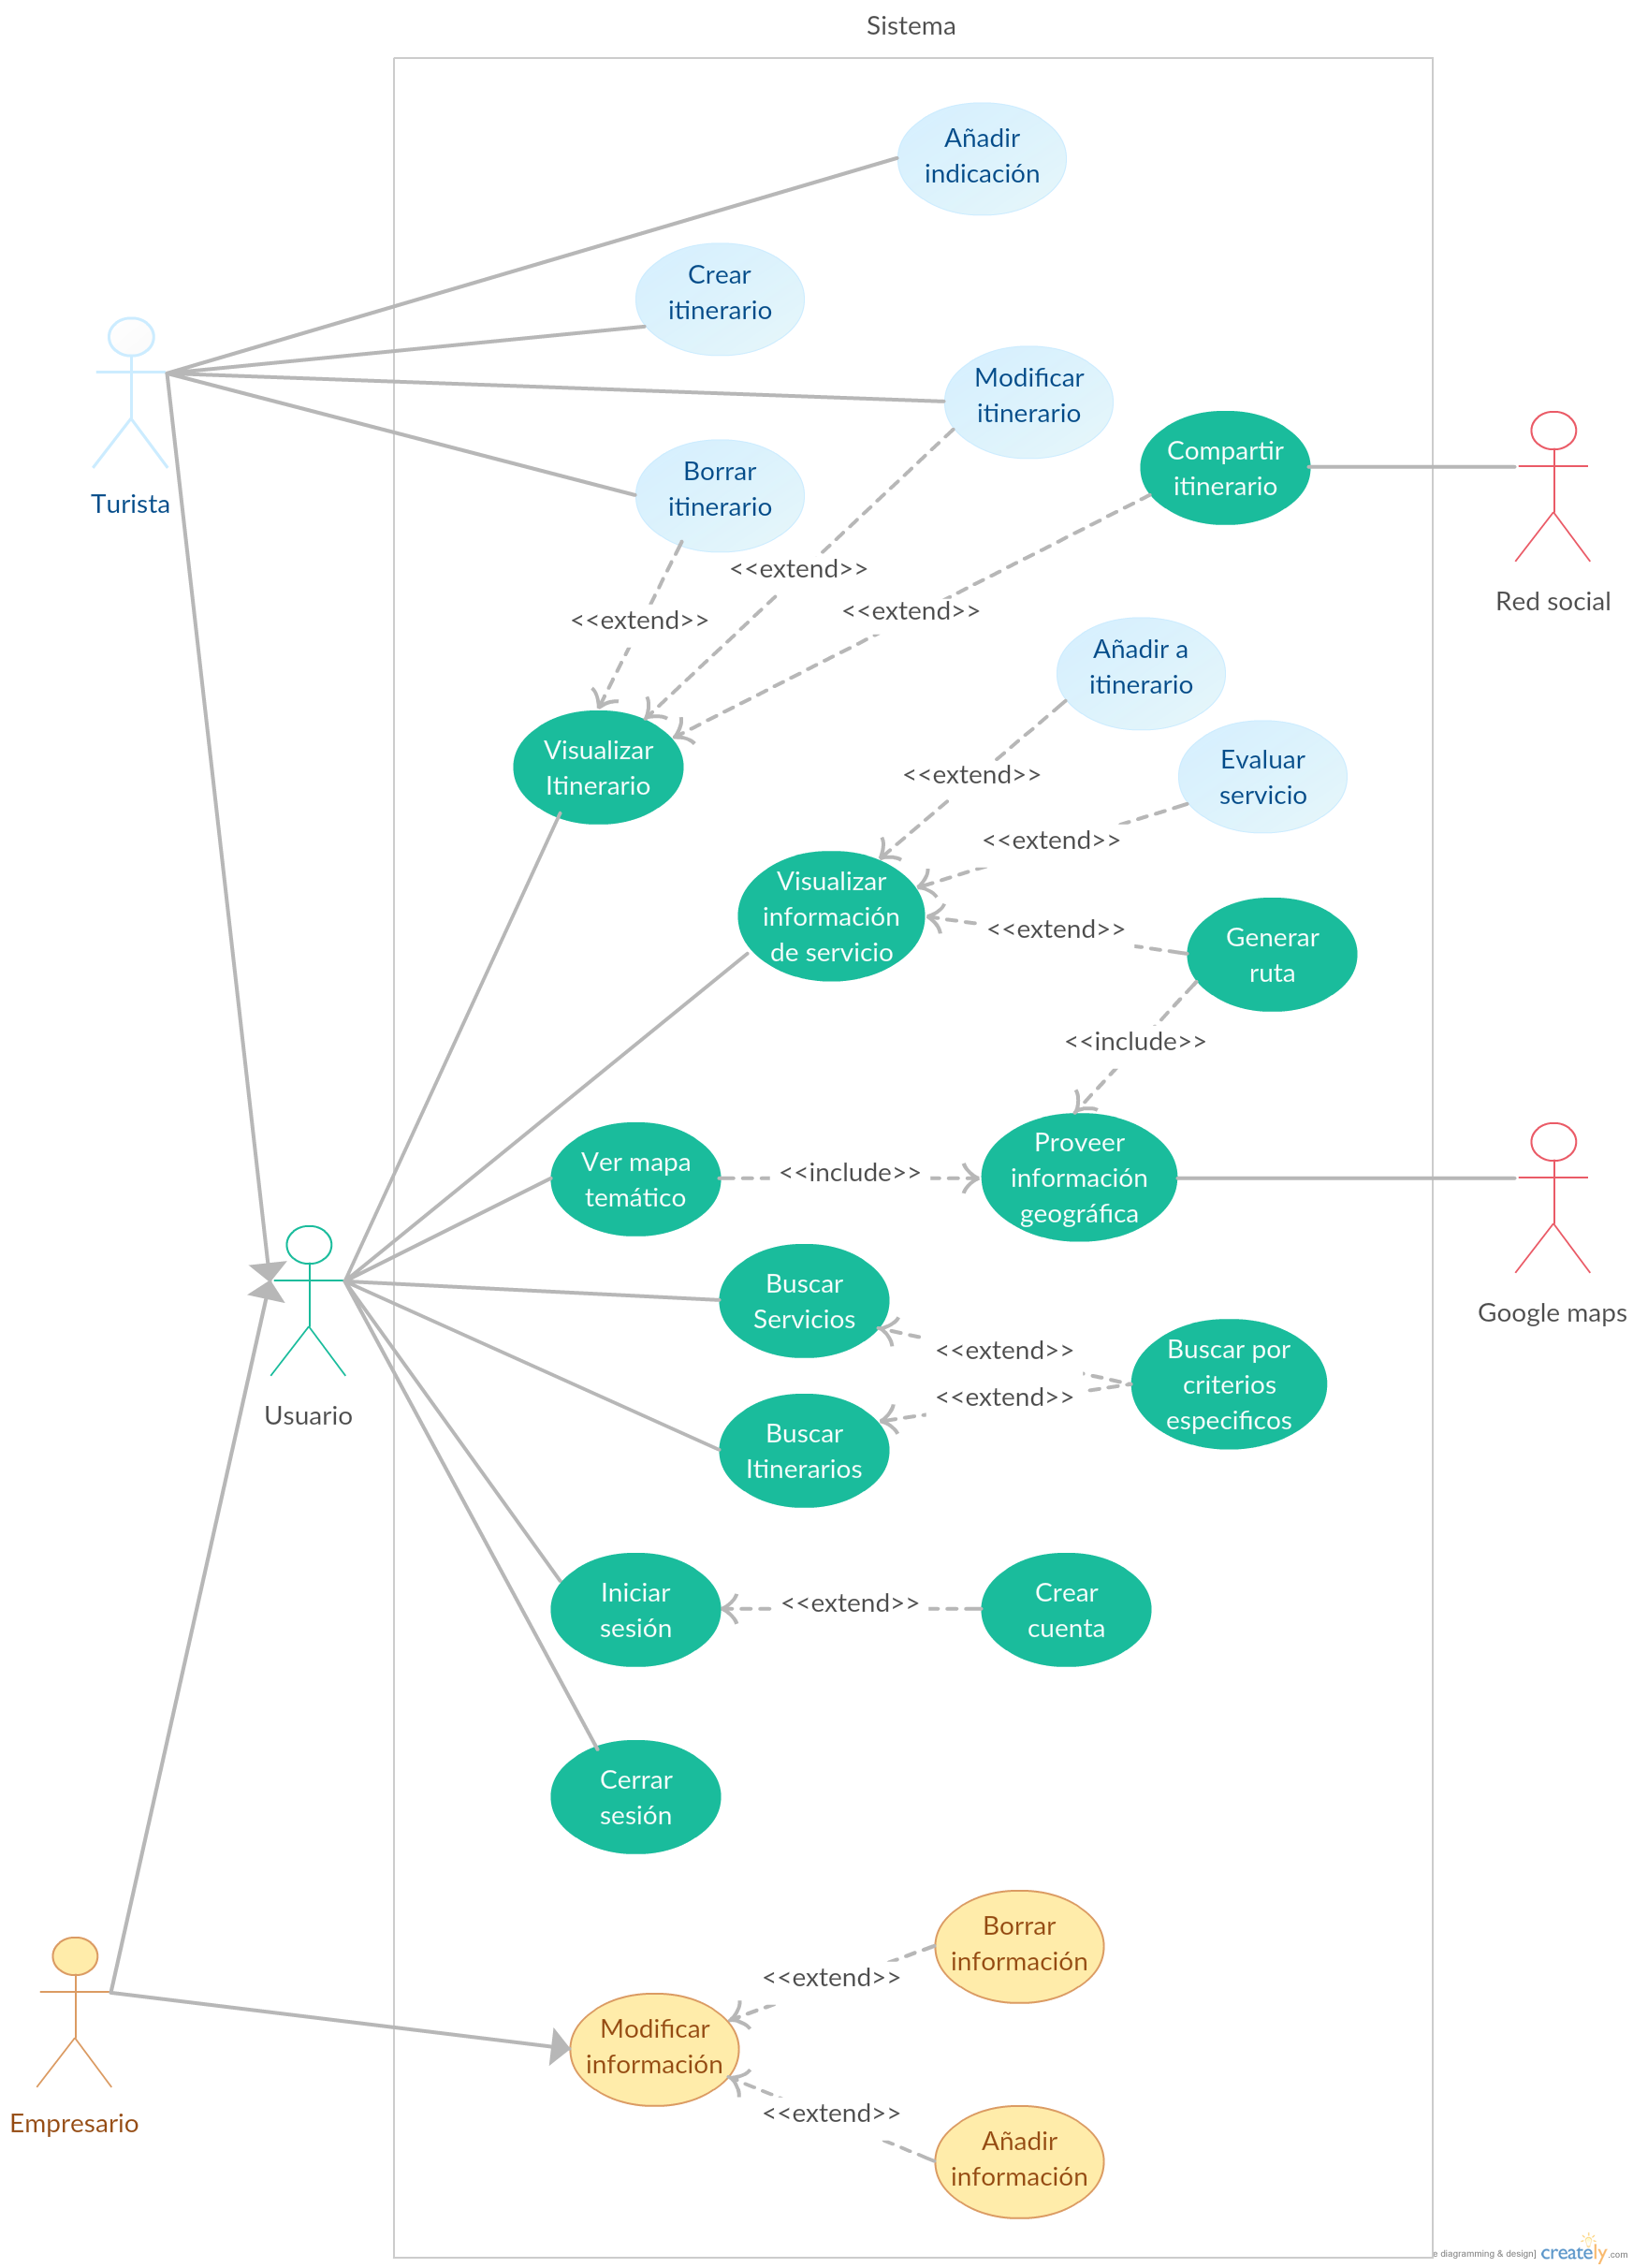 Sistema
Añadir
indicación
Crear
itinerario
Modificar
itinerario
Compartir
itinerario
Borrar
itinerario
Turista
Red social
<<extend>>
<<extend>>
<<extend>>
Añadir a
itinerario
Visualizar
Itinerario
Evaluar
servicio
<<extend>>
<<extend>>
Visualizar
información
de servicio
<<extend>>
Generar
ruta
<<include>>
Ver mapa
temático
<<include>>
Proveer
información
geográfica
Google maps
Buscar
Servicios
<<extend>>
<<extend>>
Buscar por
criterios
especificos
Usuario
Buscar
Itinerarios
Iniciar
sesión
<<extend>>
Crear
cuenta
Cerrar
sesión
Borrar
información
<<extend>>
Modificar
información
<<extend>>
Añadir
información
Empresario
e diagramming & design] creately.com